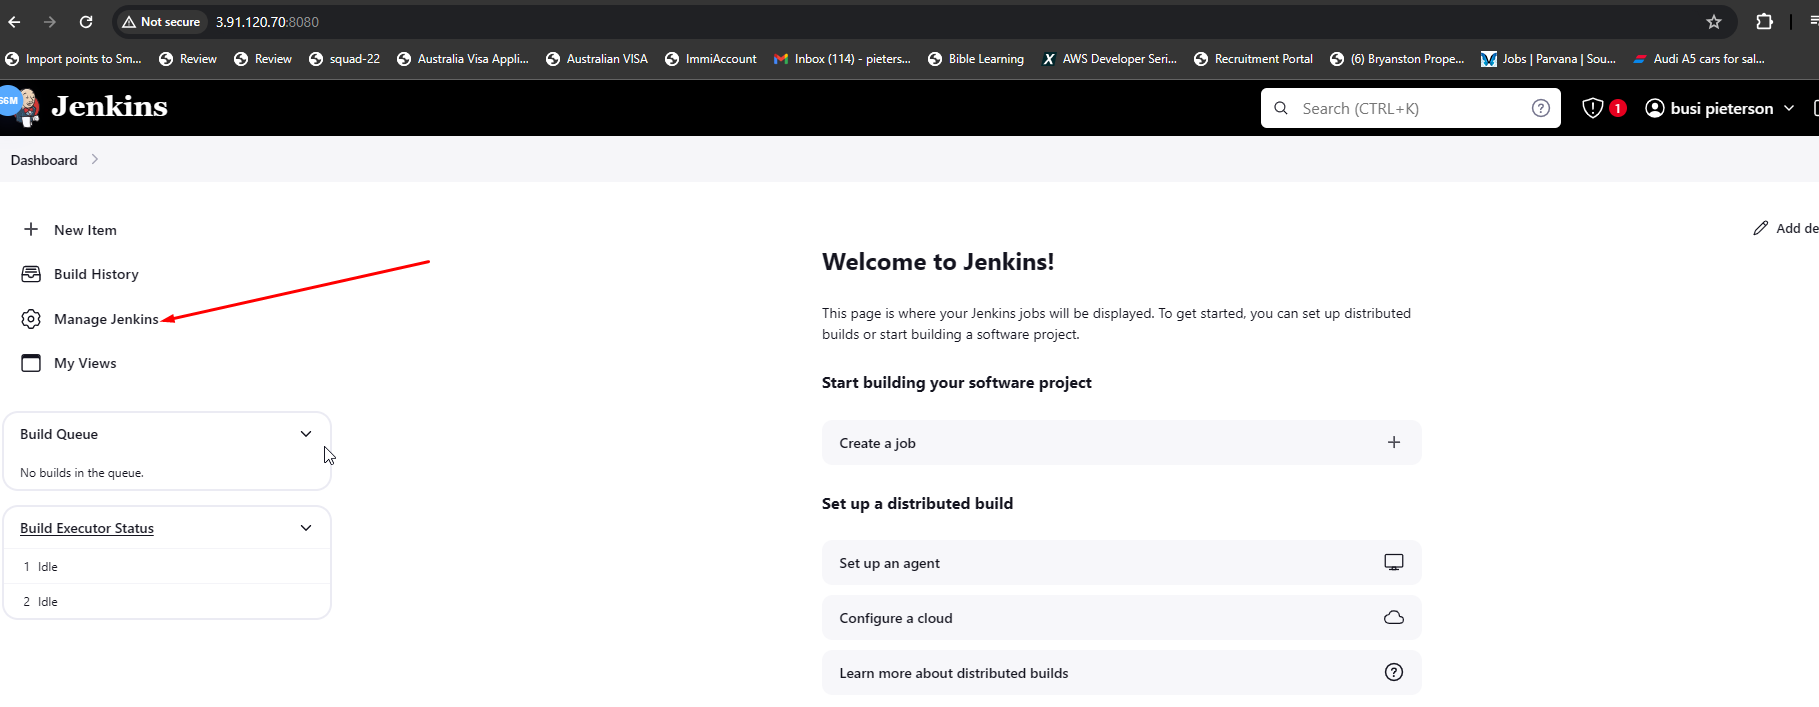 Not secure 3.91.120.70:8080
Import points to Sm... Review Review squad-22 Australia Visa Appli... Australian VISA ImmiAccount Inbox (114) - pieters... Bible Learning AWS Developer Seri... Recruitment Portal (6) Bryanston Prope... Jobs | Parvana | Sou... Audi A5 cars for sal...
66M Jenkins Search (CTRL+K) 1 busi pieterson
Dashboard
New Item
Build History
Manage Jenkins
My Views
Build Queue
No builds in the queue.
Build Executor Status
1 Idle
2 Idle
Add de
Welcome to Jenkins!
This page is where your Jenkins jobs will be displayed. To get started, you can set up distributed
builds or start building a software project.
Start building your software project
Create a job
Set up a distributed build
Set up an agent
Configure a cloud
Learn more about distributed builds